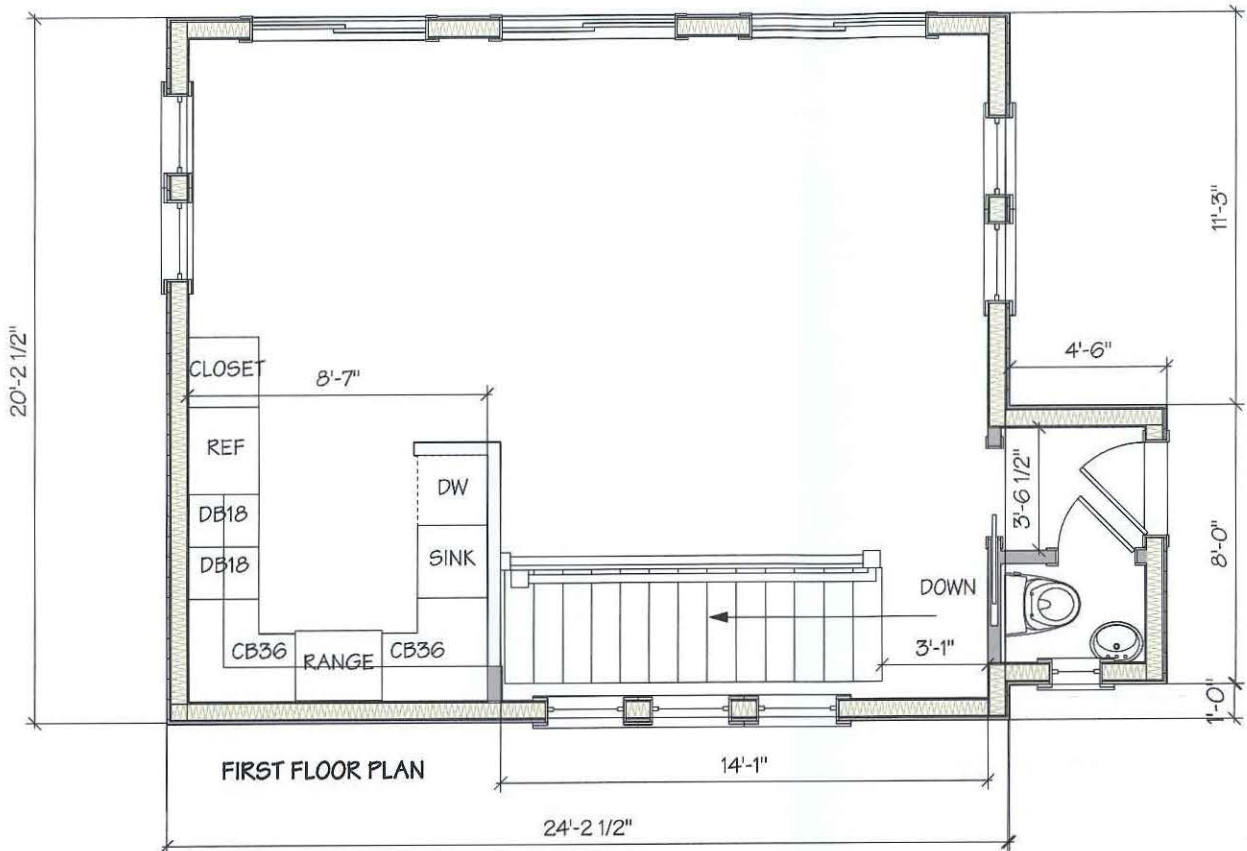 20'-2 1/2"
11'-3"
4'-6"
CLOSET
8'-7"
REF
DW
3'-6 1/2"
DB18
SINK
8'-0"
DB18
DOWN
CB36
RANGE
CB36
3'-1"
1'-0"
FIRST FLOOR PLAN
14'-1"
24'-2 1/2"